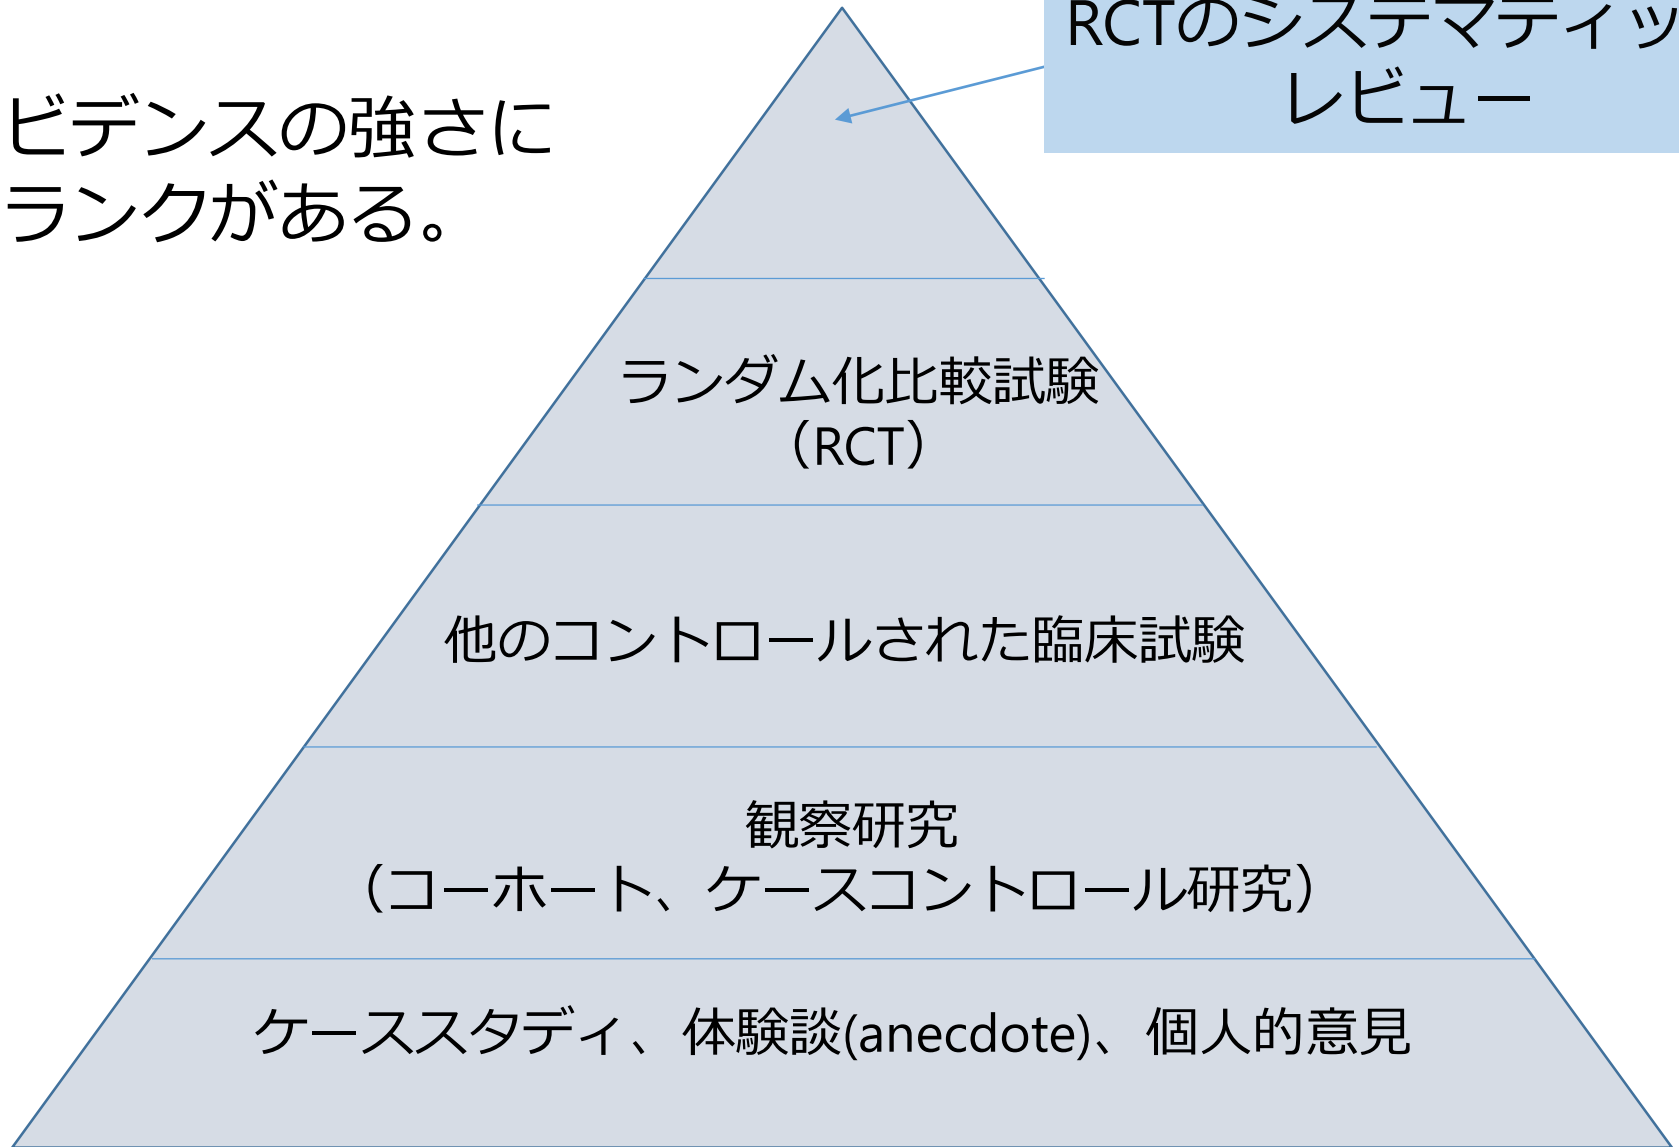 ビデンスの強さに
ランクがある。
RCTのシステマティッ
レビュー
ランダム化比較試験
（RCT）
他のコントロールされた臨床試験
観察研究
（コーホート、ケースコントロール研究）
ケーススタディ、体験談(anecdote)、個人的意見